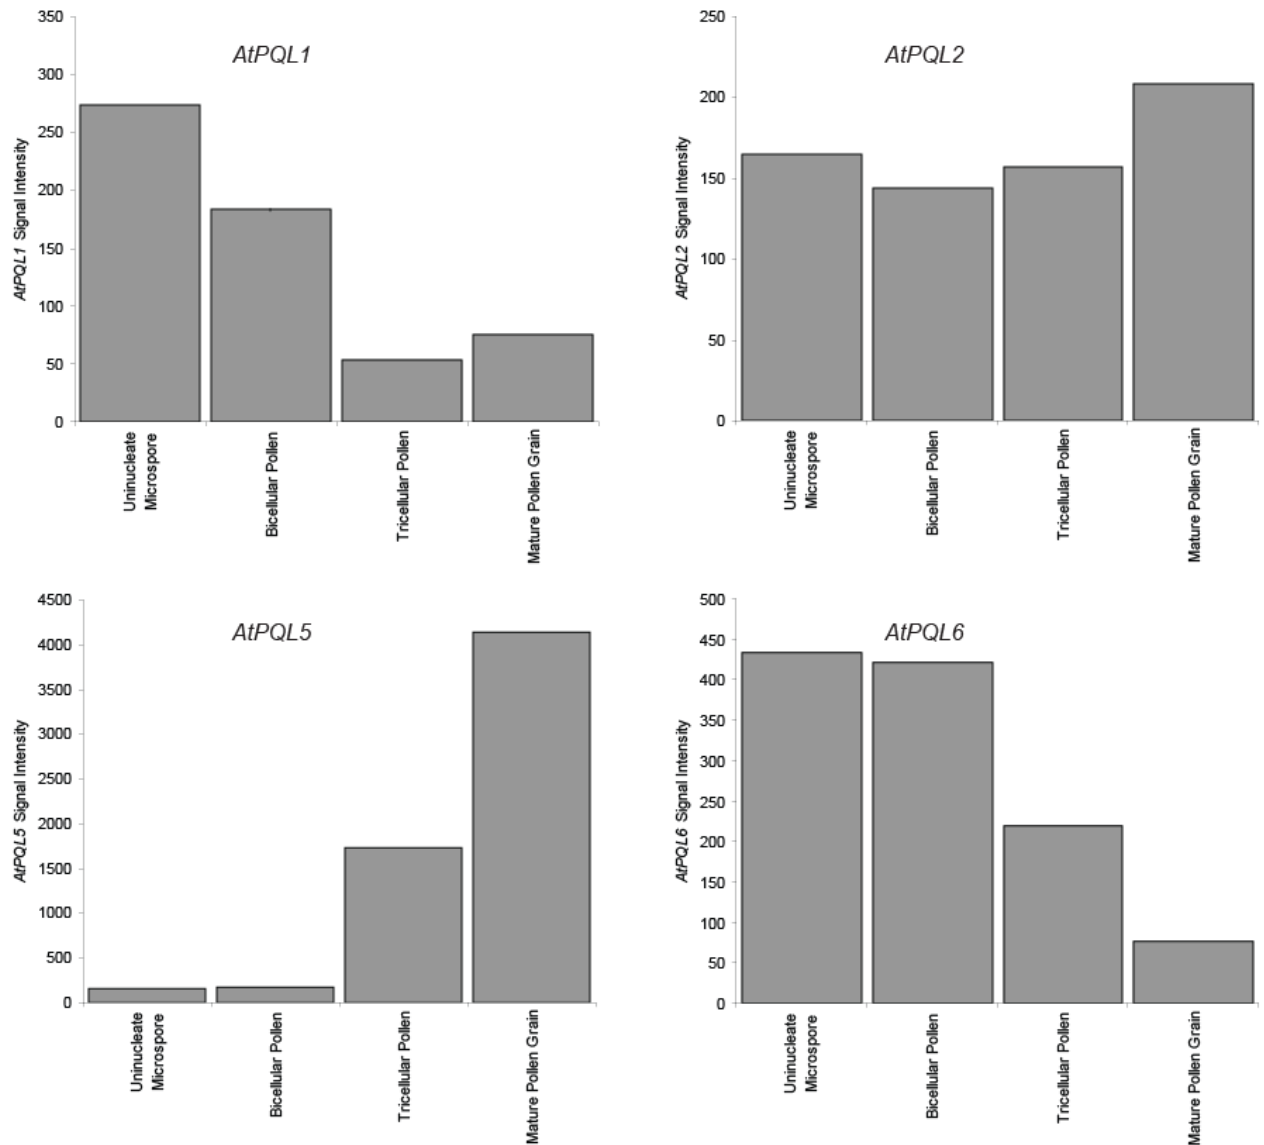 AtPQL1
AtPQL1 Signal Intensity
350
300
250
200
150
100
50
0
Uninucleate
Microspore
Bicellular Pollen
Tricellular Pollen
Mature Pollen Grain
AtPQL2
AtPQL2 Signal Intensity
250
200
150
100
50
0
Uninucleate
Microspore
Bicellular Pollen
Tricellular Pollen
Mature Pollen Grain
AtPQL5
AtPQL5 Signal Intensity
4500
4000
3500
3000
2500
2000
1500
1000
500
0
Uninucleate
Microspore
Bicellular Pollen
Tricellular Pollen
Mature Pollen Grain
AtPQL6
AtPQL6 Signal Intensity
500
450
400
350
300
250
200
150
100
50
0
Uninucleate
Microspore
Bicellular Pollen
Tricellular Pollen
Mature Pollen Grain